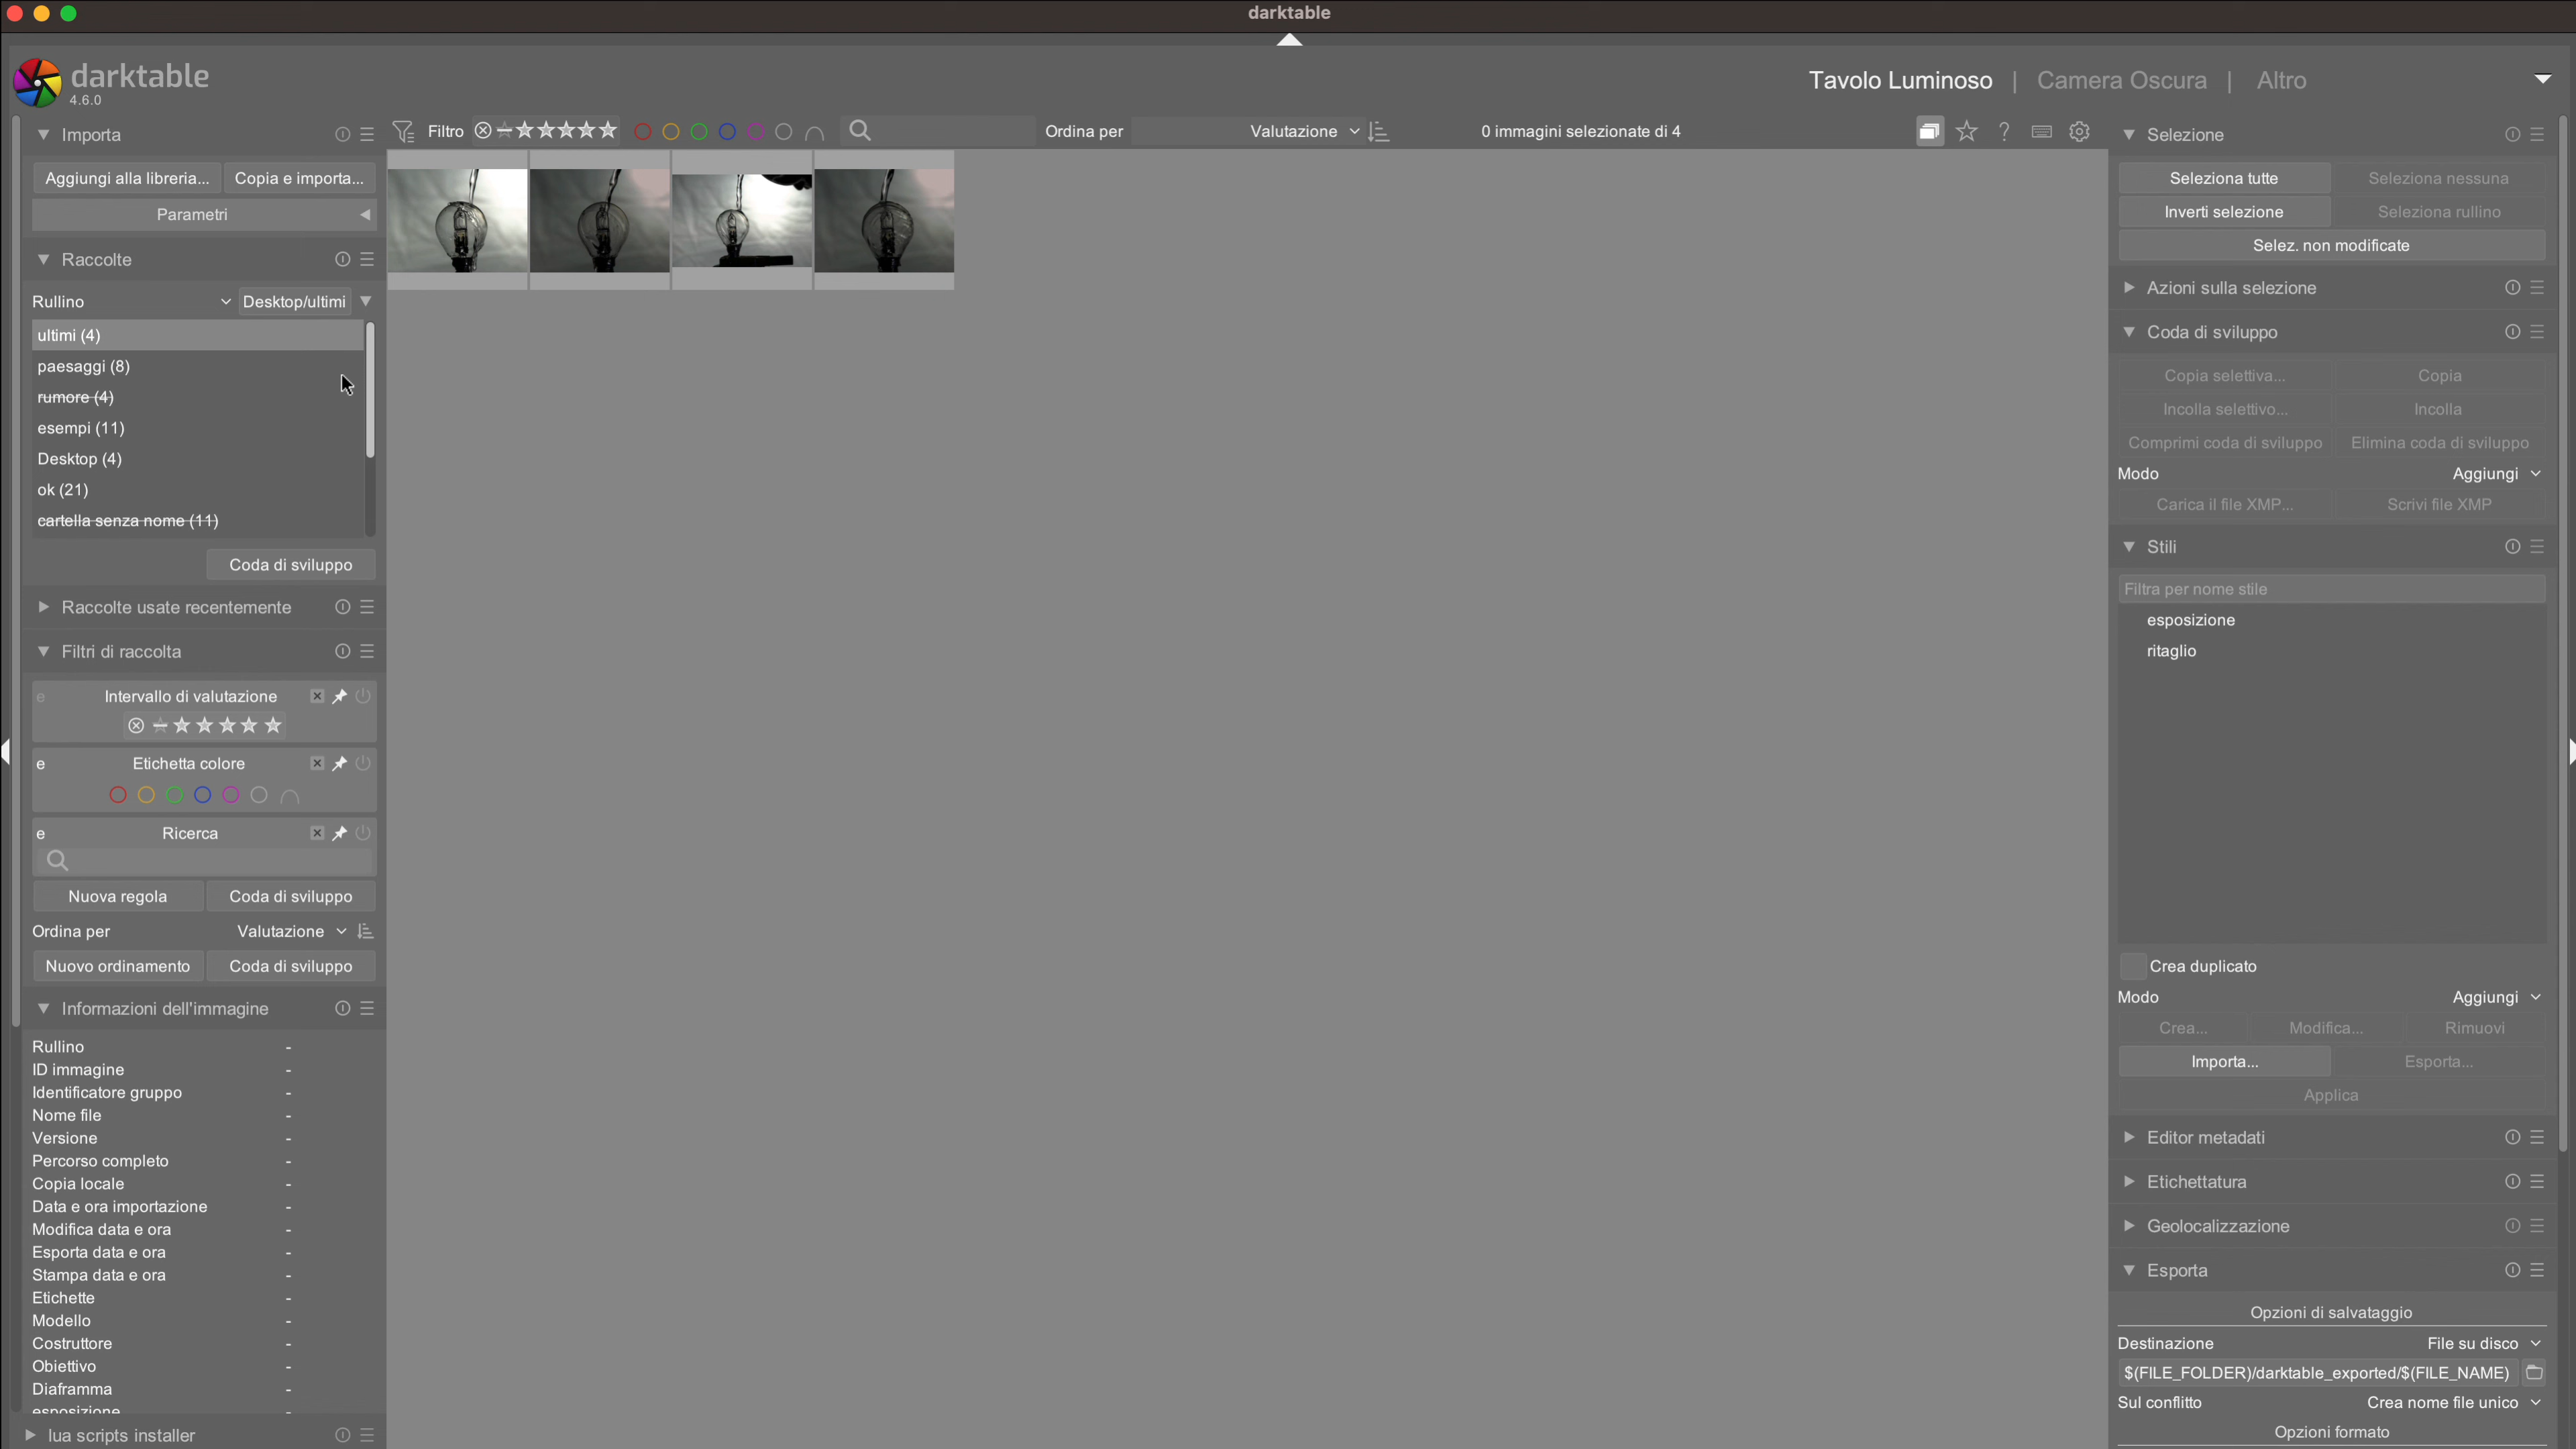 darktable
darktable
4.6.0
Tavolo Luminoso | Camera Oscura | Altro
Importa
Aggiungi alla libreria... Copia e importa...
Parametri
Raccolte
Rullino Desktop/ultimi
ultimi (4)
paesaggi (8)
rumore (4)
esempi (11)
Desktop (4)
ok (21)
cartella senza nome (11)
Coda di sviluppo
Raccolte usate recentemente
Filtri di raccolta
e Intervallo di valutazione
e Etichetta colore
e Ricerca
Nuova regola Coda di sviluppo
Ordina per Valutazione
Nuovo ordinamento Coda di sviluppo
Informazioni dell'immagine
Rullino -
ID immagine -
Identificatore gruppo -
Nome file -
Versione -
Percorso completo -
Copia locale -
Data e ora importazione -
Modifica data e ora -
Esporta data e ora -
Stampa data e ora -
Etichette -
Modello -
Costruttore -
Obiettivo -
Diaframma -
esposizione -
lua scripts installer
Filtro Ordina per Valutazione 0 immagini selezionate di 4
Selezione
Seleziona tutte Seleziona nessuna
Inverti selezione Seleziona rullino
Selez. non modificate
Azioni sulla selezione
Coda di sviluppo
Copia selettiva... Copia
Incolla selettivo... Incolla
Comprimi coda di sviluppo Elimina coda di sviluppo
Modo Aggiungi
Carica il file XMP... Scrivi file XMP
Stili
Filtra per nome stile
esposizione
ritaglio
Crea duplicato
Modo Aggiungi
Crea... Modifica... Rimuovi
Importa... Esporta...
Applica
Editor metadati
Etichettatura
Geolocalizzazione
Esporta
Opzioni di salvataggio
Destinazione File su disco
$(FILE_FOLDER)/darktable_exported/$(FILE_NAME)
Sul conflitto Crea nome file unico
Opzioni formato